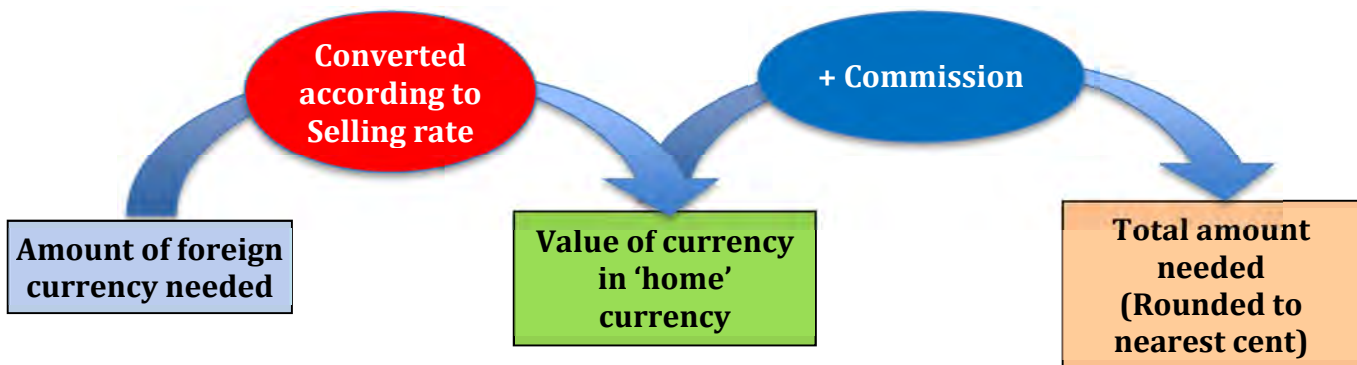 Converted
according to
Selling rate
+ Commission
Amount of foreign
currency needed
Value of currency
in ‘home’
currency
Total amount
needed
(Rounded to
nearest cent)